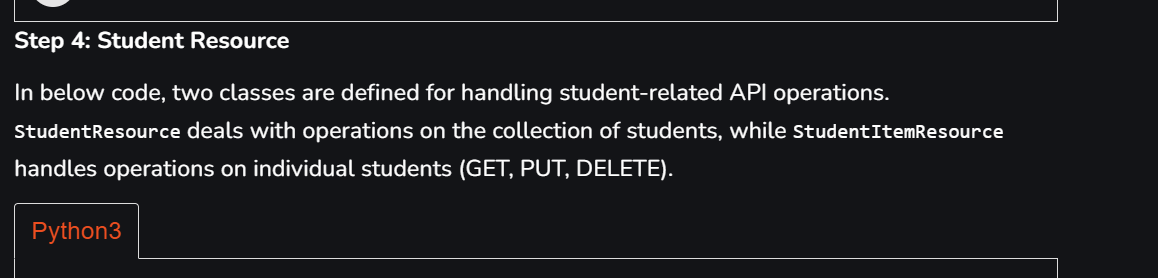 Step 4: Student Resource
In below code, two classes are defined for handling student-related API operations.
StudentResource deals with operations on the collection of students, while StudentItemResource
handles operations on individual students (GET, PUT, DELETE).
Python3